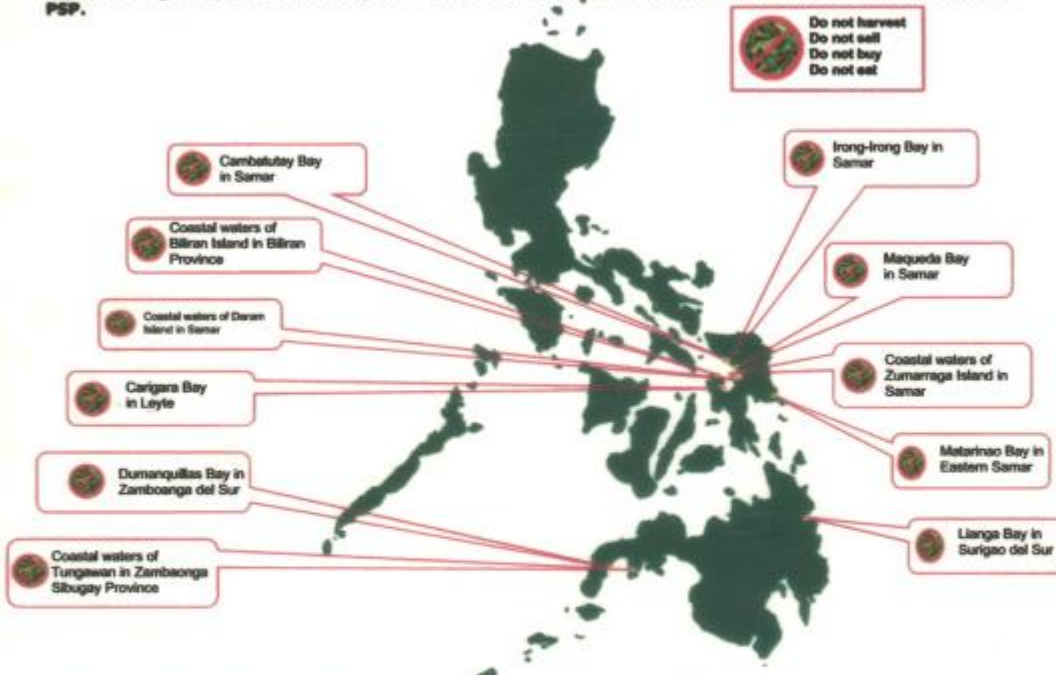 PSP.
Do not harvest
Do not sell
Do not buy
Do not eat
Cambatutay Bay
in Samar
Irong-Irong Bay in
Samar
Coastal waters of
Biliran Island in Biliran
Province
Maqueda Bay
in Samar
Coastal waters of Daram
Island in Samar
Coastal waters of
Zumarraga Island in
Samar
Carigara Bay
in Leyte
Matarinao Bay in
Eastern Samar
Dumanquillas Bay in
Zamboanga del Sur
Lianga Bay in
Surigao del Sur
Coastal waters of
Tungawan in Zambaonga
Sibugay Province